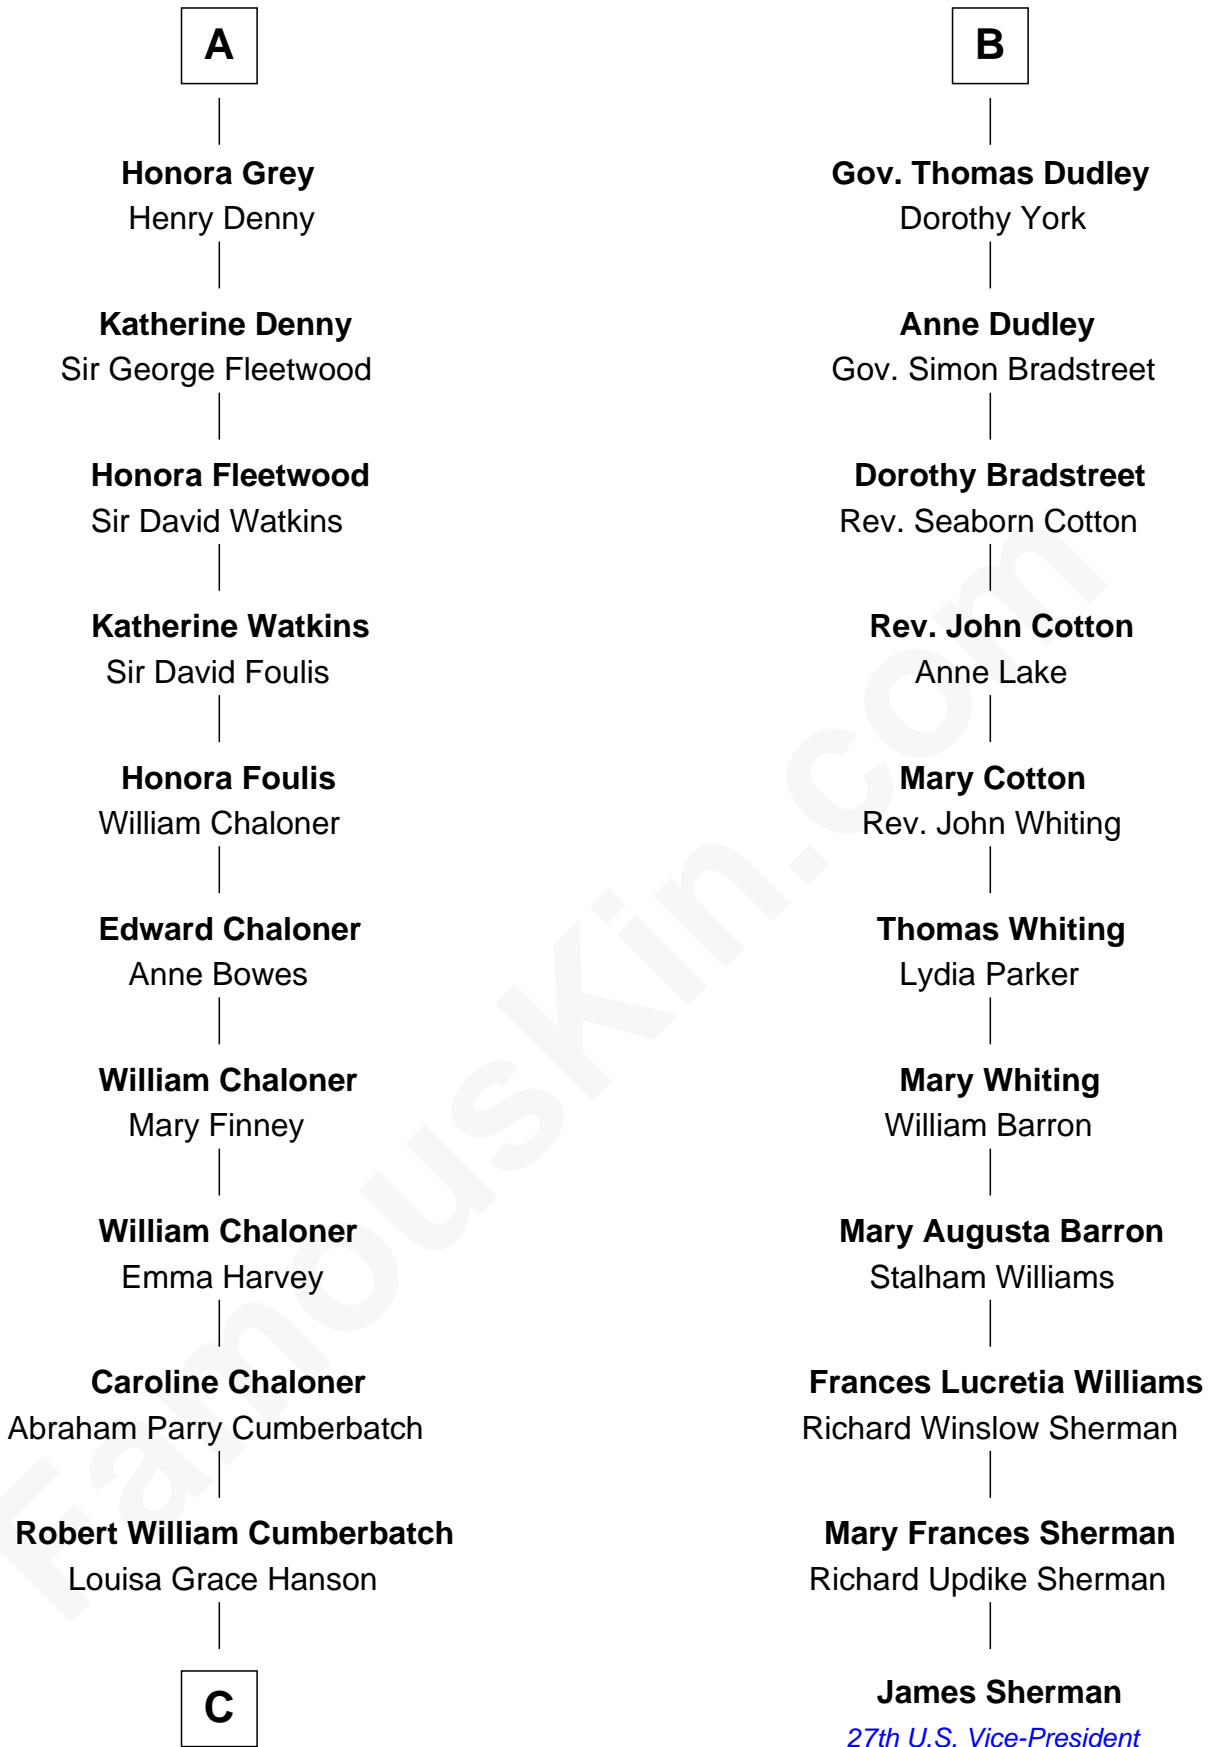 A
Honora Grey
Henry Denny
Katherine Denny
Sir George Fleetwood
Honora Fleetwood
Sir David Watkins
Katherine Watkins
Sir David Foulis
Honora Foulis
William Chaloner
Edward Chaloner
Anne Bowes
William Chaloner
Mary Finney
William Chaloner
Emma Harvey
Caroline Chaloner
Abraham Parry Cumberbatch
Robert William Cumberbatch
Louisa Grace Hanson
C
B
Gov. Thomas Dudley
Dorothy York
Anne Dudley
Gov. Simon Bradstreet
Dorothy Bradstreet
Rev. Seaborn Cotton
Rev. John Cotton
Anne Lake
Mary Cotton
Rev. John Whiting
Thomas Whiting
Lydia Parker
Mary Whiting
William Barron
Mary Augusta Barron
Stalham Williams
Frances Lucretia Williams
Richard Winslow Sherman
Mary Frances Sherman
Richard Updike Sherman
James Sherman
27th U.S. Vice-President
FamousKin.com